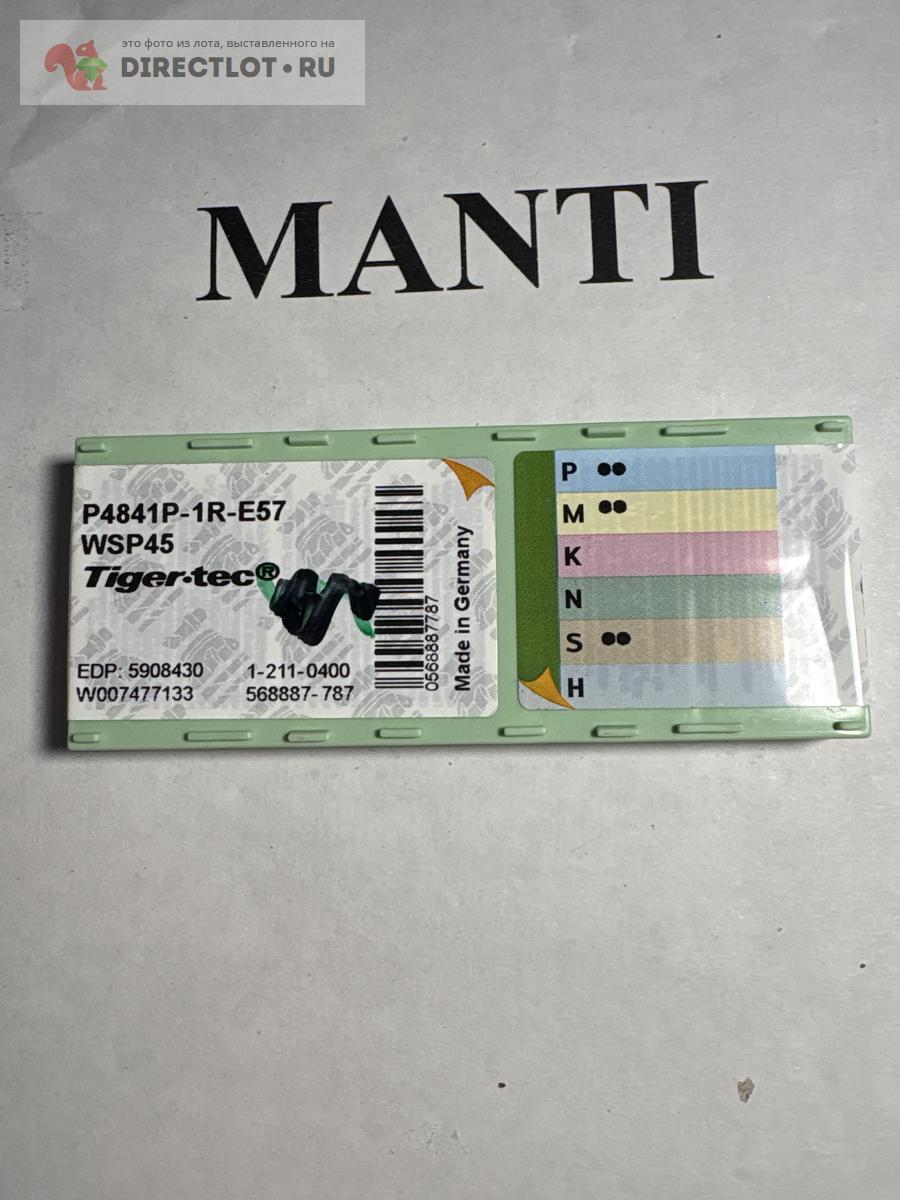 это фото из лота, выставленного на
DIRECTLOT•RU
MANTI
P4841P-1R-E57
WSP45
Tiger·tec®
EDP: 5908430 1-211-0400
W007477133 568887-787
0568887787
Made in Germany
P ●●
M ●●
K
N
S ●●
H